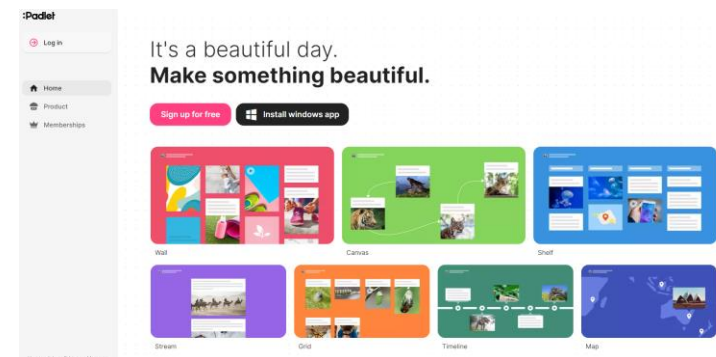 :Padlet
Log in
Home
Product
Memberships
It's a beautiful day.
Make something beautiful.
Sign up for free
Install windows app
Wall
Canvas
Shelf
Stream
Grid
Timeline
Map